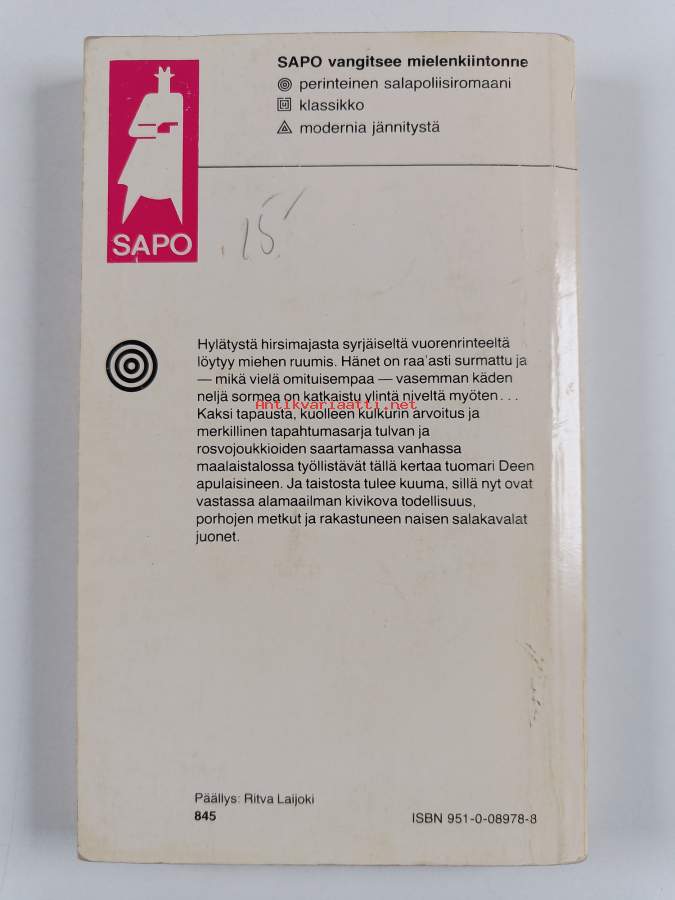 SAPO vangitsee mielenkiintonne
perinteinen salapoliisiromaani
klassikko
modernia jännitystä
SAPO
15
Hylätystä hirsimajasta syrjäiseltä vuorenrinteeltä
löytyy miehen ruumis. Hänet on raa'asti surmattu ja
— mikä vielä omituisempaa — vasemman käden
neljä sormea on katkaistu ylintä niveltä myöten...
Antikvariaatti.net
Kaksi tapausta, kuolleen kulkurin arvoitus ja
merkillinen tapahtumasarja tulvan ja
rosvojoukkioiden saartamassa vanhassa
maalaistalossa työllistävät tällä kertaa tuomari Deen
apulaisineen. Ja taistosta tulee kuuma, sillä nyt ovat
vastassa alamaailman kivikova todellisuus,
porhojen metkut ja rakastuneen naisen salakavalat
juonet.
Päällys: Ritva Laijoki
845
ISBN 951-0-08978-8